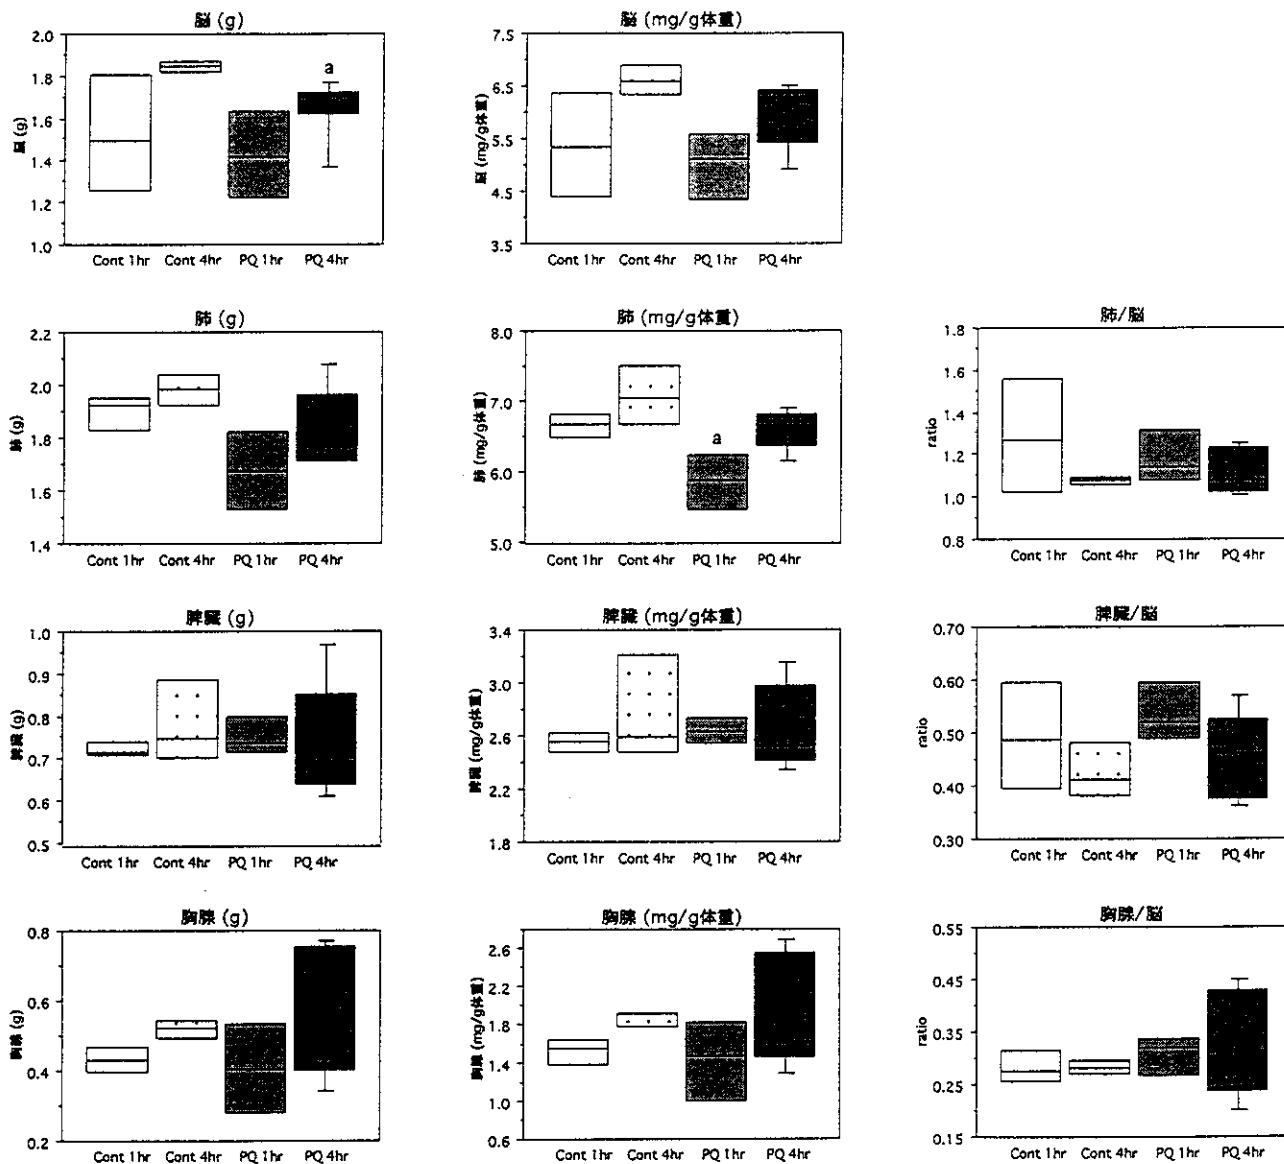 脳 (g)
2.0
1.8
1.6
1.4
1.2
1.0
脳 (g)
a
Cont 1hr Cont 4hr PQ 1hr PQ 4hr
脳 (mg/g体重)
7.5
6.5
5.5
4.5
3.5
脳 (mg/g体重)
Cont 1hr Cont 4hr PQ 1hr PQ 4hr
肺 (g)
2.2
2.0
1.8
1.6
1.4
肺 (g)
Cont 1hr Cont 4hr PQ 1hr PQ 4hr
肺 (mg/g体重)
8.0
7.0
6.0
5.0
肺 (mg/g体重)
a
Cont 1hr Cont 4hr PQ 1hr PQ 4hr
肺/脳
1.8
1.6
1.4
1.2
1.0
0.8
ratio
Cont 1hr Cont 4hr PQ 1hr PQ 4hr
脾臓 (g)
1.0
0.9
0.8
0.7
0.6
0.5
脾臓 (g)
Cont 1hr Cont 4hr PQ 1hr PQ 4hr
脾臓 (mg/g体重)
3.4
3.0
2.6
2.2
1.8
脾臓 (mg/g体重)
Cont 1hr Cont 4hr PQ 1hr PQ 4hr
脾臓/脳
0.70
0.60
0.50
0.40
0.30
ratio
Cont 1hr Cont 4hr PQ 1hr PQ 4hr
胸腺 (g)
0.8
0.6
0.4
0.2
胸腺 (g)
Cont 1hr Cont 4hr PQ 1hr PQ 4hr
胸腺 (mg/g体重)
2.6
2.2
1.8
1.4
1.0
0.6
胸腺 (mg/g体重)
Cont 1hr Cont 4hr PQ 1hr PQ 4hr
胸腺/脳
0.55
0.45
0.35
0.25
0.15
ratio
Cont 1hr Cont 4hr PQ 1hr PQ 4hr